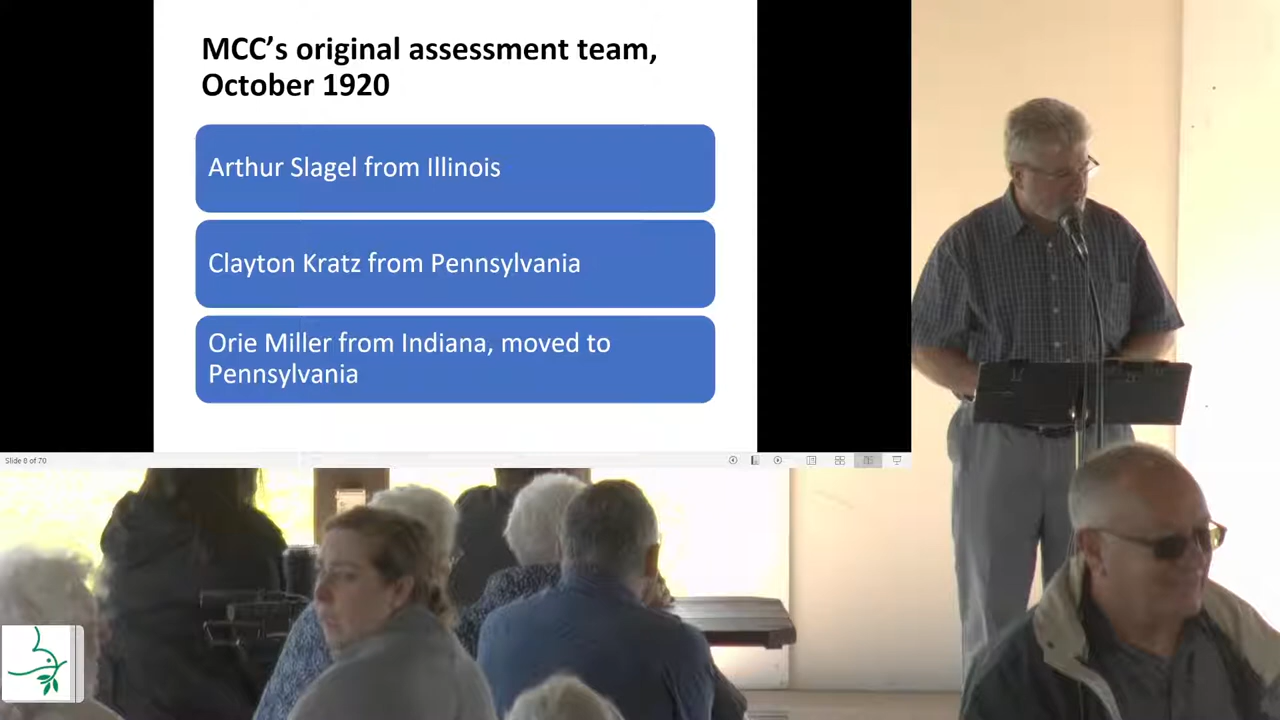 MCC’s original assessment team,
October 1920
Arthur Slagel from Illinois
Clayton Kratz from Pennsylvania
Orie Miller from Indiana, moved to
Pennsylvania
Slide 8 of 70